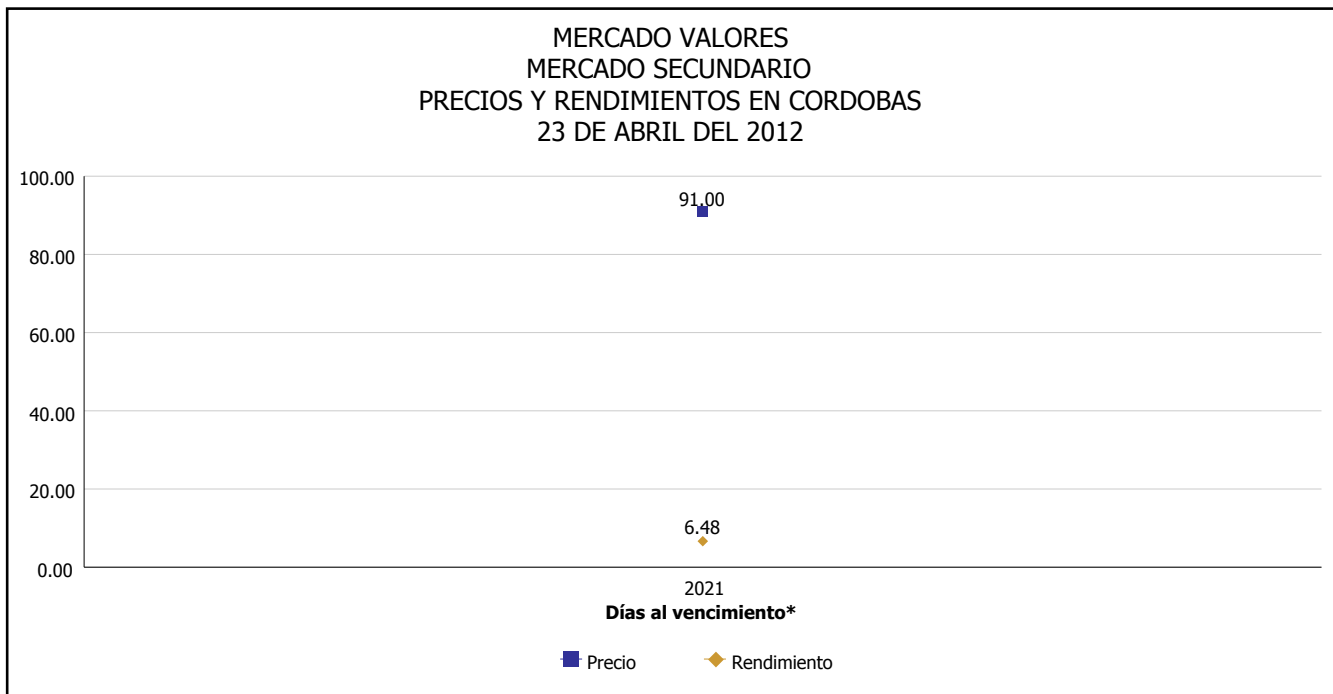 MERCADO VALORES
MERCADO SECUNDARIO
PRECIOS Y RENDIMIENTOS EN CORDOBAS
23 DE ABRIL DEL 2012
100.00
91.00
80.00
60.00
40.00
20.00
6.48
0.00
2021
Días al vencimiento*
Precio Rendimiento